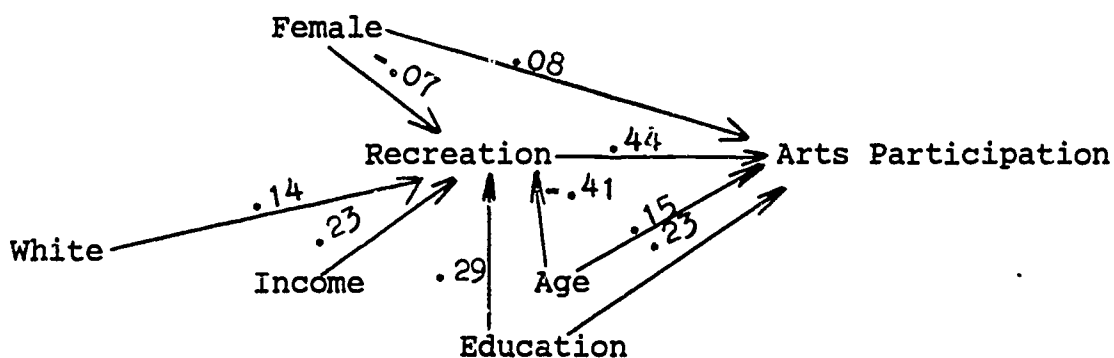 Female
-.07
.08
Recreation
.44
Arts Participation
-.41
.14
.15
.23
.23
White
Income
.29
Age
Education